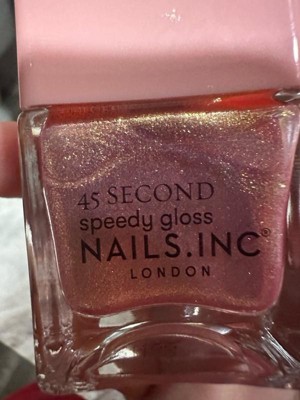 45 SECOND
speedy gloss
NAILS.INC®
LONDON